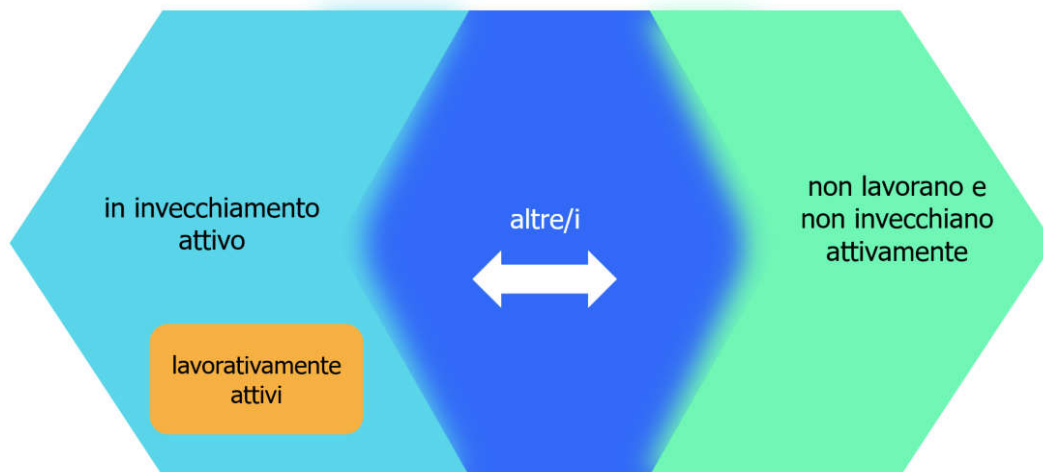 in invecchiamento
attivo
lavorativamente
attivi
altre/i
non lavorano e
non invecchiano
attivamente